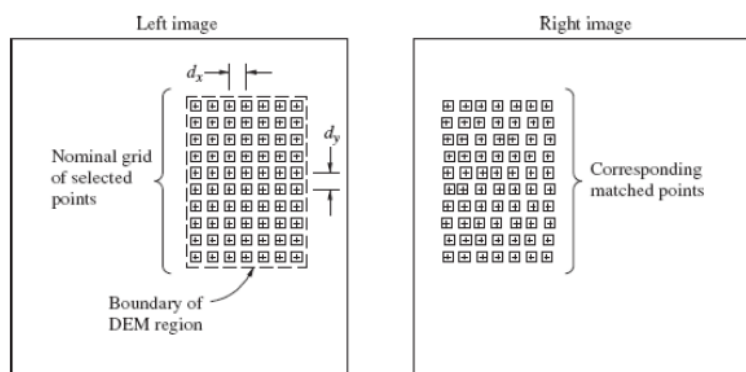 Left image
Right image
dx
dy
Nominal grid
of selected
points
Corresponding
matched points
Boundary of
DEM region